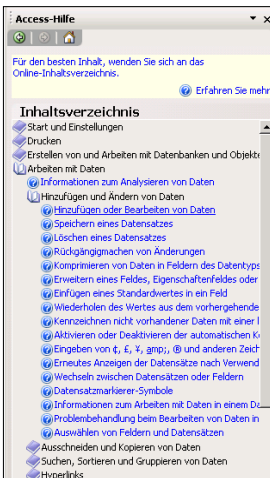 Access-Hilfe
Für den besten Inhalt, wenden Sie sich an das
Online-Inhaltsverzeichnis.
Erfahren Sie mehr
Inhaltsverzeichnis
Start und Einstellungen
Drucken
Erstellen von und Arbeiten mit Datenbanken und Objekte
Arbeiten mit Daten
Informationen zum Analysieren von Daten
Hinzufügen und Ändern von Daten
Hinzufügen oder Bearbeiten von Daten
Speichern eines Datensatzes
Löschen eines Datensatzes
Rückgängigmachen von Änderungen
Komprimieren von Daten in Feldern des Datentyps
Erweitern eines Feldes, Eigenschaftenfeldes oder
Einfügen eines Standardwertes in ein Feld
Wiederholen des Wertes aus dem vorhergehende
Kennzeichnen nicht vorhandener Daten mit einer
Aktivieren oder Deaktivieren der automatischen
Eingeben von ¢, £, ¥, amp;, ® und anderen Zeich
Erneutes Anzeigen der Datensätze nach Verwend
Wechseln zwischen Datensätzen oder Feldern
Datensatzmarkierer-Symbole
Informationen zum Arbeiten mit Daten in einem Da
Problembehandlung beim Bearbeiten von Daten in
Auswählen von Feldern und Datensätzen
Ausschneiden und Kopieren von Daten
Suchen, Sortieren und Gruppieren von Daten
Hyperlinks